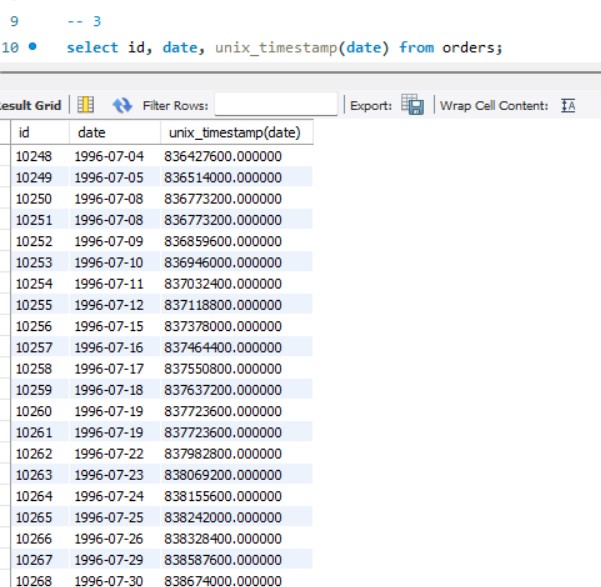 9 -- 3
10 select id, date, unix_timestamp(date) from orders;
esult Grid Filter Rows: Export: Wrap Cell Content: IA
id date unix_timestamp(date)
10248 1996-07-04 836427600.000000
10249 1996-07-05 836514000.000000
10250 1996-07-08 836773200.000000
10251 1996-07-08 836773200.000000
10252 1996-07-09 836859600.000000
10253 1996-07-10 836946000.000000
10254 1996-07-11 837032400.000000
10255 1996-07-12 837118800.000000
10256 1996-07-15 837378000.000000
10257 1996-07-16 837464400.000000
10258 1996-07-17 837550800.000000
10259 1996-07-18 837637200.000000
10260 1996-07-19 837723600.000000
10261 1996-07-19 837723600.000000
10262 1996-07-22 837982800.000000
10263 1996-07-23 838069200.000000
10264 1996-07-24 838155600.000000
10265 1996-07-25 838242000.000000
10266 1996-07-26 838328400.000000
10267 1996-07-29 838587600.000000
10268 1996-07-30 838674000.000000